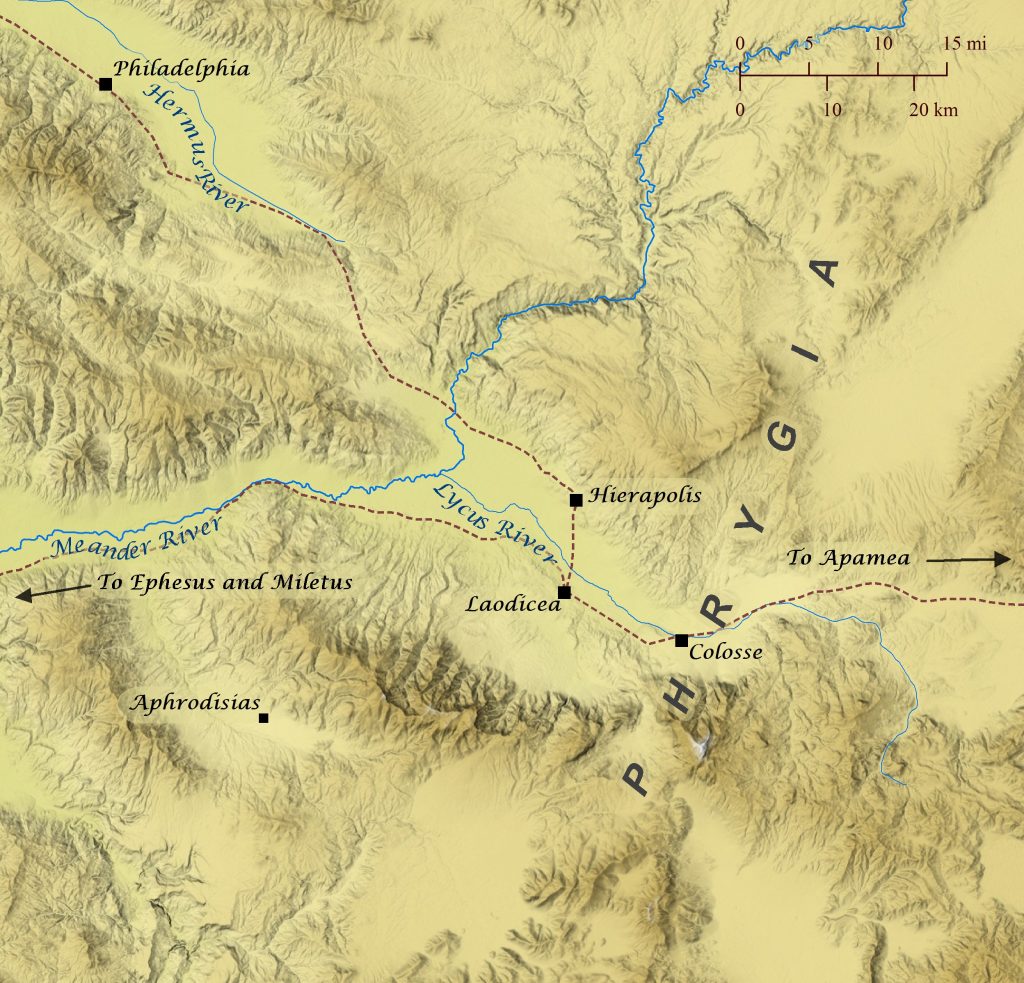 0 5 10 15 mi
0 10 20 km
Philadelphia
Hermus River
Hierapolis
Lycus River
Meander River
To Apamea
To Ephesus and Miletus
Laodicea
Colosse
Aphrodisias
PHRYGIA